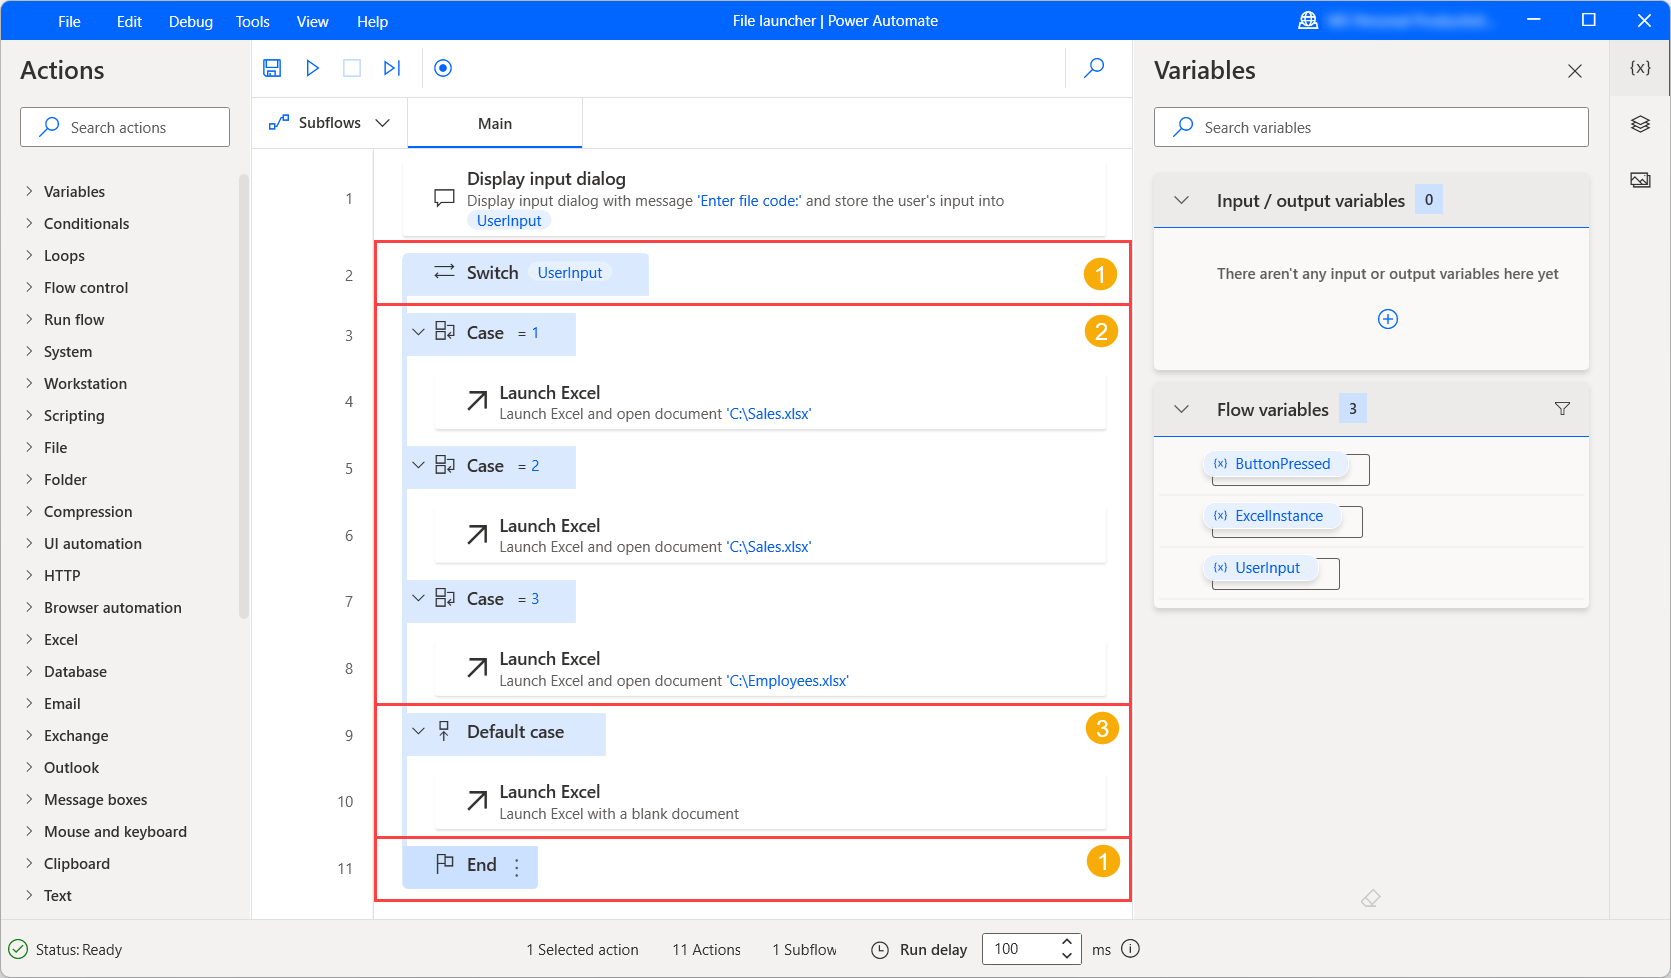 File Edit Debug Tools View Help
File launcher | Power Automate
Actions
Search actions
Variables
Conditionals
Loops
Flow control
Run flow
System
Workstation
Scripting
File
Folder
Compression
UI automation
HTTP
Browser automation
Excel
Database
Email
Exchange
Outlook
Message boxes
Mouse and keyboard
Clipboard
Text
Subflows
Main
1
Display input dialog
Display input dialog with message 'Enter file code:' and store the user's input into
UserInput
2 Switch UserInput 1
3 Case = 1 2
4
Launch Excel
Launch Excel and open document 'C:\Sales.xlsx'
5 Case = 2
6
Launch Excel
Launch Excel and open document 'C:\Sales.xlsx'
7 Case = 3
8
Launch Excel
Launch Excel and open document 'C:\Employees.xlsx'
9 Default case 3
10
Launch Excel
Launch Excel with a blank document
11 End 1
Variables
{x}
Search variables
Input / output variables 0
There aren't any input or output variables here yet
Flow variables 3
{x} ButtonPressed
{x} ExcelInstance
{x} UserInput
Status: Ready
1 Selected action
11 Actions
1 Subflow
Run delay 100 ms